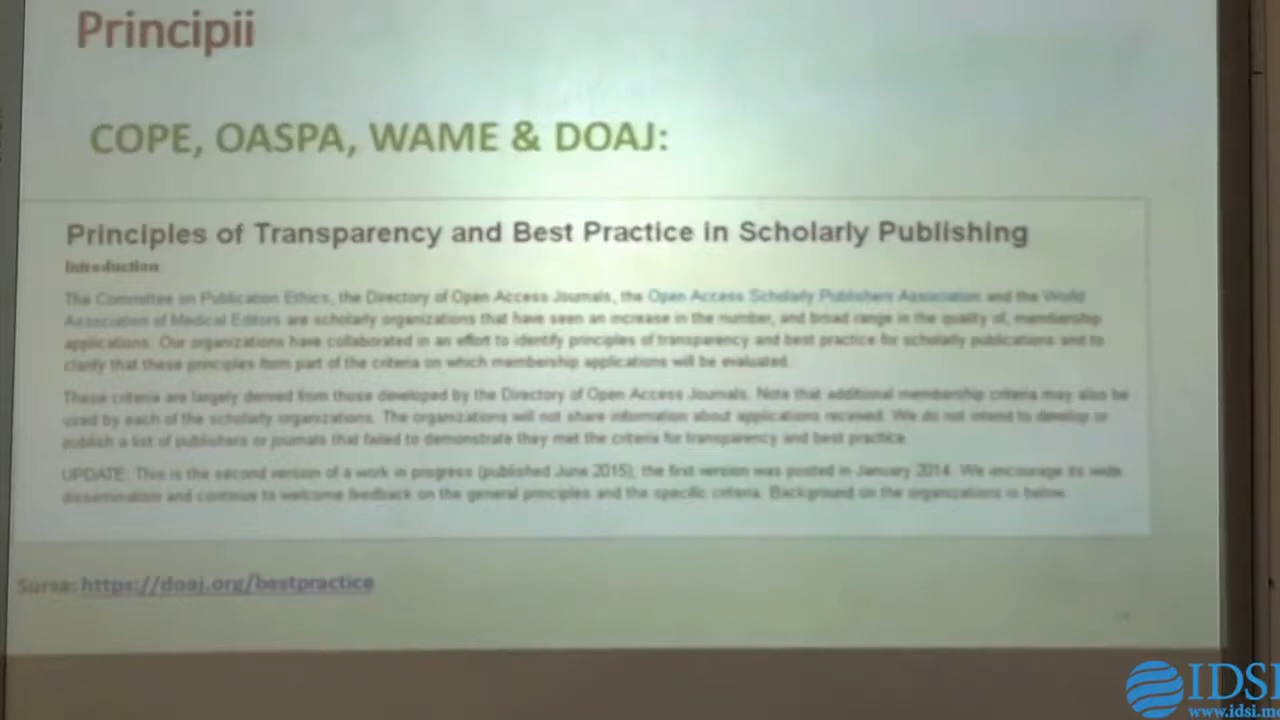 Principii
COPE, OASPA, WAME & DOAJ:
Principles of Transparency and Best Practice in Scholarly Publishing
Introduction
The Committee on Publication Ethics, the Directory of Open Access Journals, the Open Access Scholarly Publishers Association and the World
Association of Medical Editors are scholarly organizations that have seen an increase in the number, and broad range in the quality of, membership
applications. Our organizations have collaborated in an effort to identify principles of transparency and best practice for scholarly publications and to
clarify that these principles form part of the criteria on which membership applications will be evaluated.
These criteria are largely derived from those developed by the Directory of Open Access Journals. Note that additional membership criteria may also be
used by each of the scholarly organizations. The organizations will not share information about applications received. We do not intend to develop or
publish a list of publishers or journals that failed to demonstrate they met the criteria for transparency and best practice
UPDATE: This is the second version of a work in progress (published June 2015); the first version was posted in January 2014. We encourage its wide
dissemination and continue to welcome feedback on the general principles and the specific criteria. Background on the organizations is below.
Sursa: https://doaj.org/bestpractice
IDSI
www.idsi.md